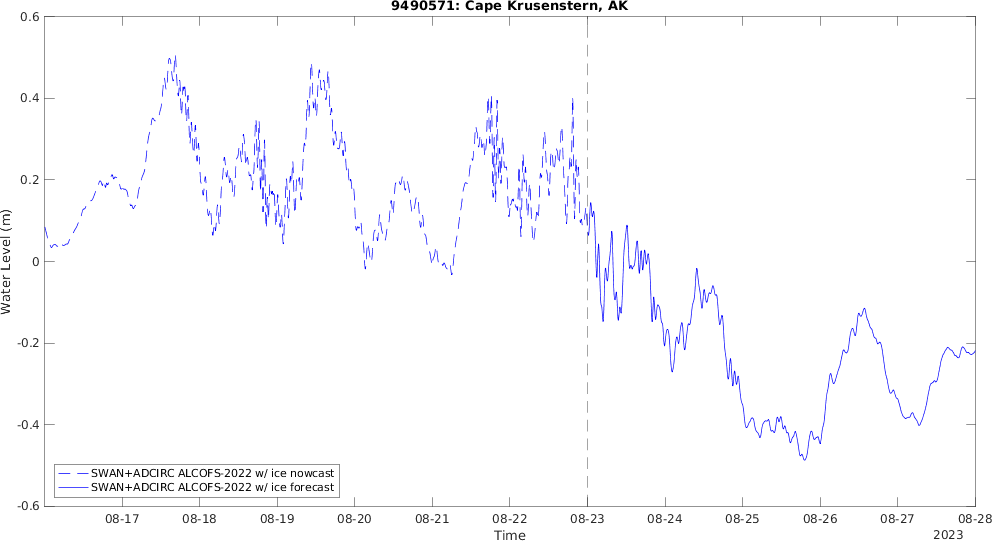 9490571: Cape Krusenstern, AK
0.6
0.4
0.2
0
-0.2
-0.4
-0.6
Water Level (m)
SWAN+ADCIRC ALCOFS-2022 w/ ice nowcast
SWAN+ADCIRC ALCOFS-2022 w/ ice forecast
08-17 08-18 08-19 08-20 08-21 08-22 08-23 08-24 08-25 08-26 08-27 08-28
Time
2023